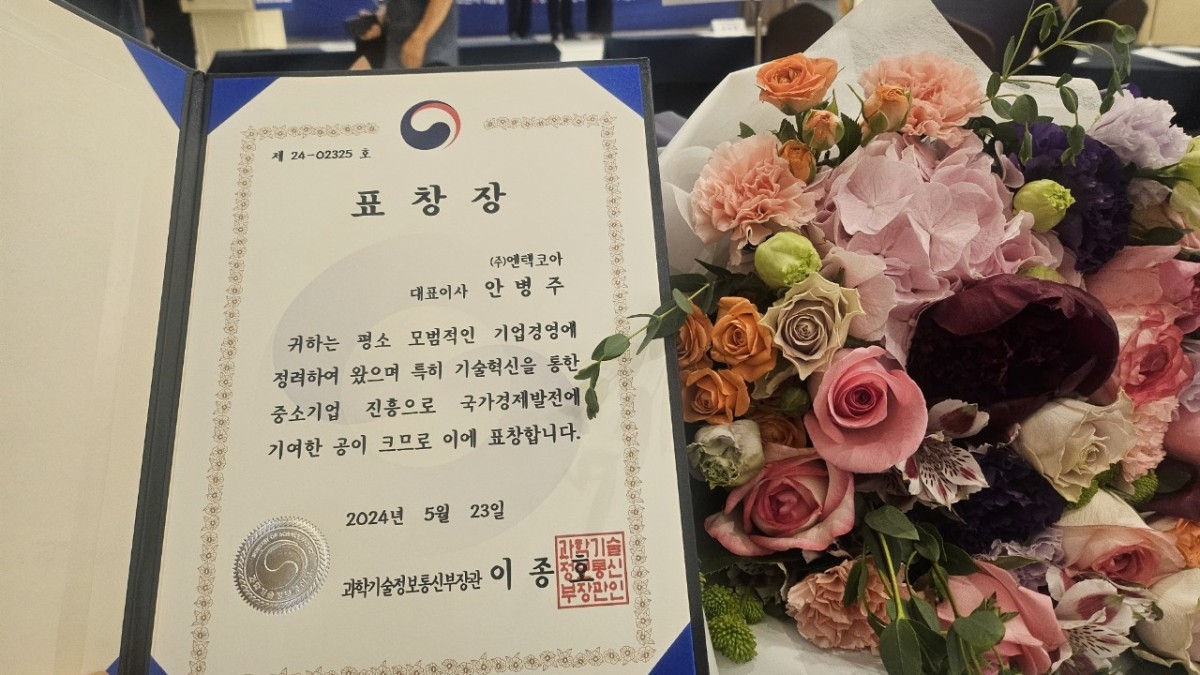 제 24-02325 호
표 창 장
(주)엔텍코아
대표이사 안 병 주
귀하는 평소 모범적인 기업경영에
정려하여 왔으며 특히 기술혁신을 통한
중소기업 진흥으로 국가경제발전에
기여한 공이 크므로 이에 표창합니다.
2024년 5월 23일
과학기술정보통신부장관 이 종 호
과학기술
정보통신
부장관인